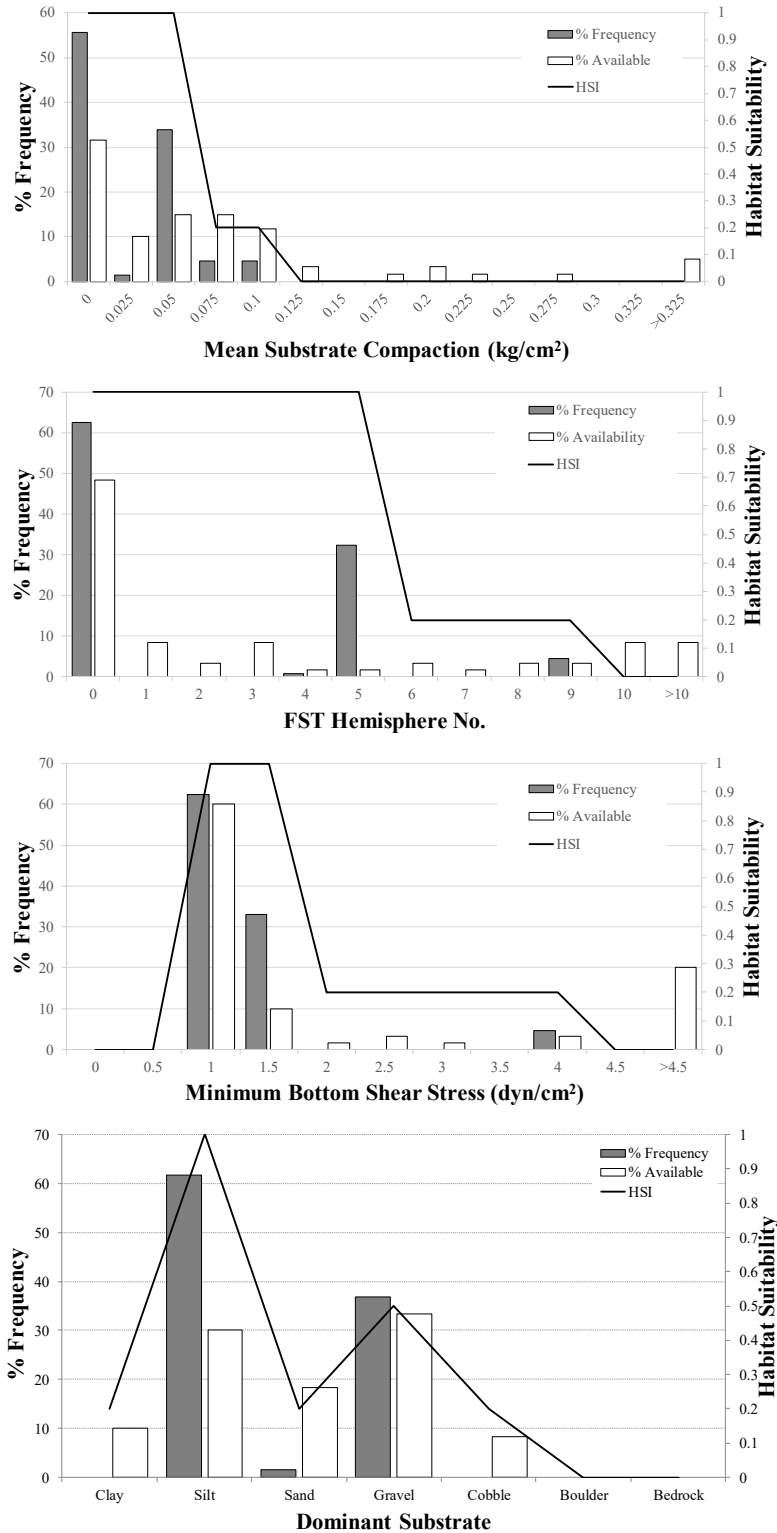 60
50
40
30
20
10
0
% Frequency
% Frequency
% Available
HSI
1
0.9
0.8
0.7
0.6
0.5
0.4
0.3
0.2
0.1
0
Habitat Suitability
0 0.025 0.05 0.075 0.1 0.125 0.15 0.175 0.2 0.225 0.25 0.275 0.3 0.325 >0.325
Mean Substrate Compaction (kg/cm²)
70
60
50
40
30
20
10
0
% Frequency
% Frequency
% Availability
HSI
1
0.9
0.8
0.7
0.6
0.5
0.4
0.3
0.2
0.1
0
Habitat Suitability
0 1 2 3 4 5 6 7 8 9 10 >10
FST Hemisphere No.
70
60
50
40
30
20
10
0
% Frequency
% Frequency
% Available
HSI
1
0.9
0.8
0.7
0.6
0.5
0.4
0.3
0.2
0.1
0
Habitat Suitability
0 0.5 1 1.5 2 2.5 3 3.5 4 4.5 >4.5
Minimum Bottom Shear Stress (dyn/cm²)
70
60
50
40
30
20
10
0
% Frequency
% Frequency
% Available
HSI
1
0.9
0.8
0.7
0.6
0.5
0.4
0.3
0.2
0.1
0
Habitat Suitability
Clay Silt Sand Gravel Cobble Boulder Bedrock
Dominant Substrate